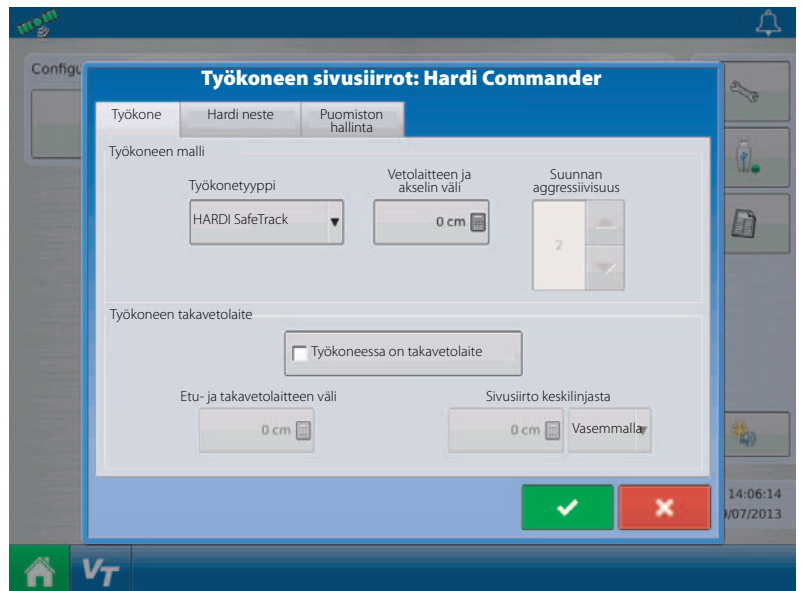 Configu
Työkoneen sivusiirrot: Hardi Commander
Työkone
Hardi neste
Puomiston
hallinta
Työkoneen malli
Työkonetyyppi
Vetolaitteen ja
akselin väli
Suunnan
aggressiivisuus
HARDI SafeTrack
0 cm
2
Työkoneen takavetolaite
Työkoneessa on takavetolaite
Etu- ja takavetolaitteen väli
Sivusiirto keskilinjasta
0 cm
0 cm
Vasemmalla
14:06:14
/07/2013
VT